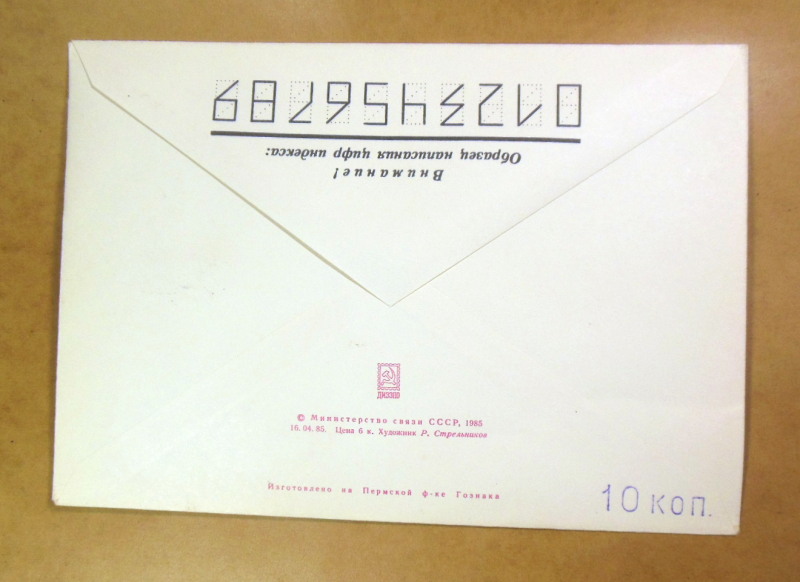 Внимание!
Образец написания цифр индекса:
0123456789
ДИЭЗПО
© Министерство связи СССР, 1985
16.04.85. Цена 6 к. Художник Р. Стрельников
Изготовлено на Пермской ф-ке Гознака
10 коп.